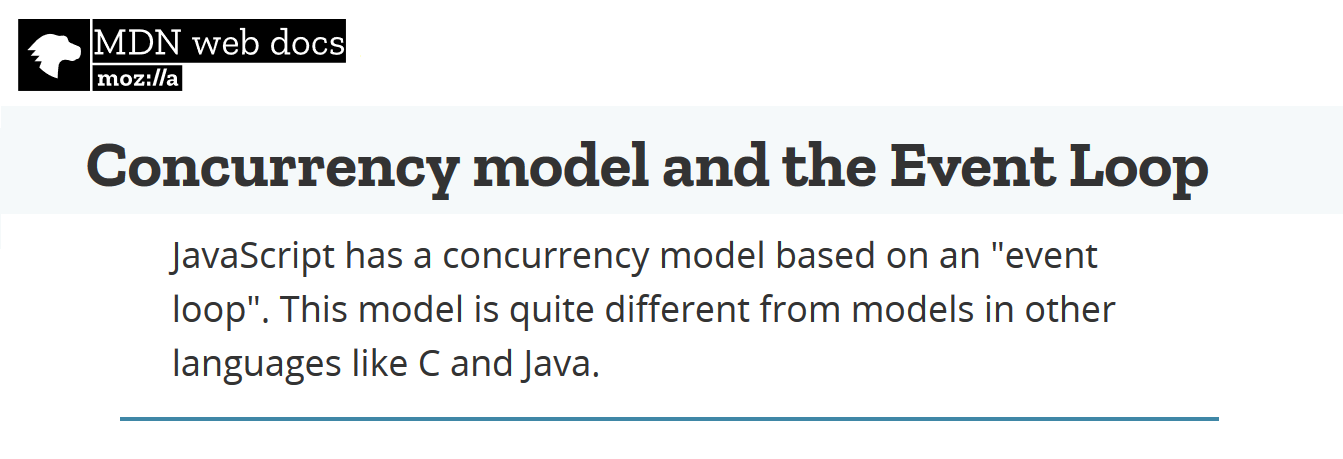 MDN web docs
moz://a
Concurrency model and the Event Loop
JavaScript has a concurrency model based on an "event
loop". This model is quite different from models in other
languages like C and Java.